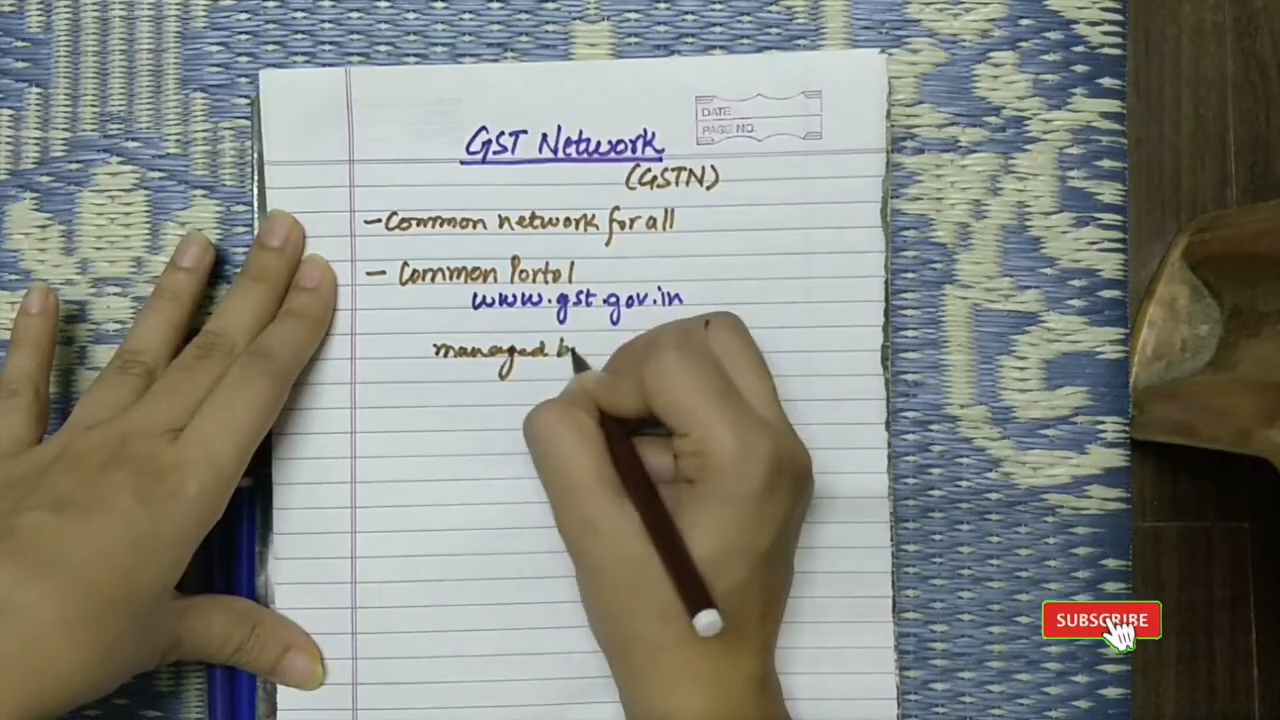 DATE
PAGE NO.
GST Network
(GSTN)
- Common network for all
- Common Portal
www.gst.gov.in
managed b
SUBSCRIBE